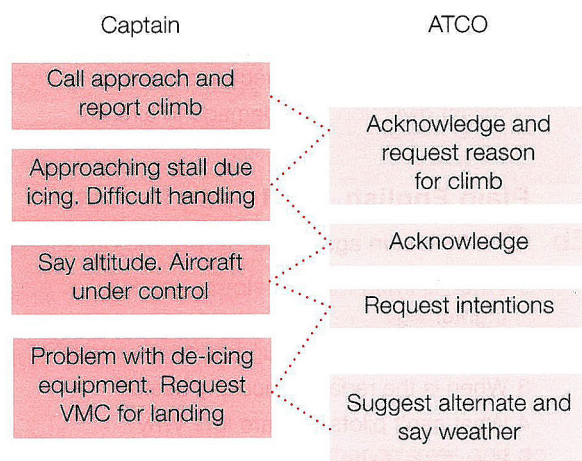 Captain
ATCO
Call approach and
report climb
Acknowledge and
request reason
for climb
Approaching stall due
icing. Difficult handling
Acknowledge
Say altitude. Aircraft
under control
Request intentions
Problem with de-icing
equipment. Request
VMC for landing
Suggest alternate and
say weather